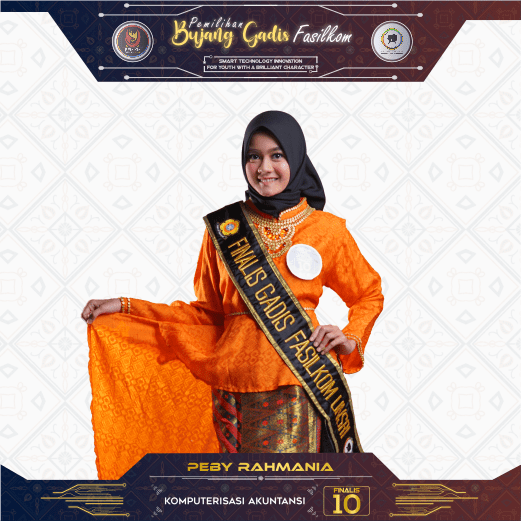 Pemilihan
Bujang Gadis Fasilkom
SMART TECHNOLOGY INNOVATION
FOR YOUTH WITH A BRILLIANT CHARACTER
FINALIS GADIS FASILKOM UNSRI
PEBY RAHMANIA
KOMPUTERISASI AKUNTANSI
FINALIS
10